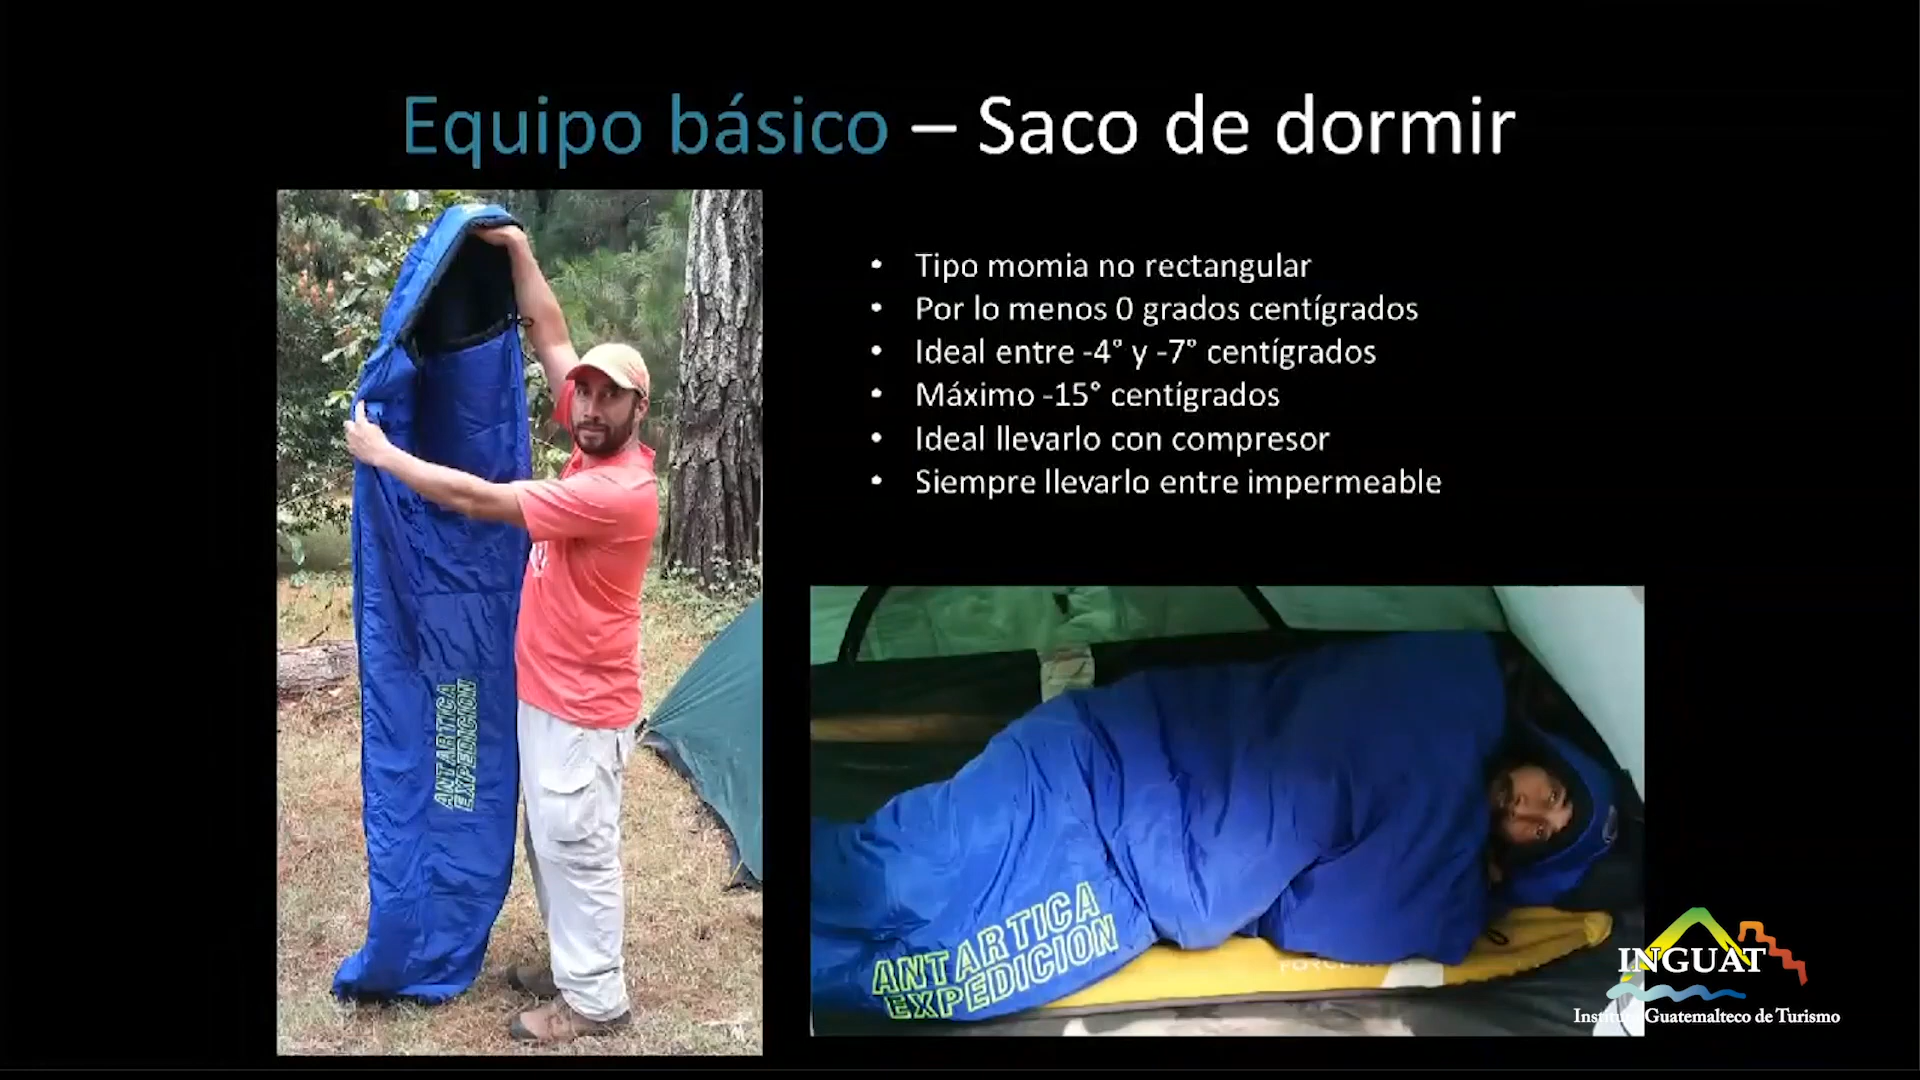 Equipo básico – Saco de dormir
• Tipo momia no rectangular
• Por lo menos 0 grados centígrados
• Ideal entre -4° y -7° centígrados
• Máximo -15° centígrados
• Ideal llevarlo con compresor
• Siempre llevarlo entre impermeable
ANTARTICA
EXPEDICION
ANTARTICA
EXPEDICION
INGUAT
Instituto Guatemalteco de Turismo